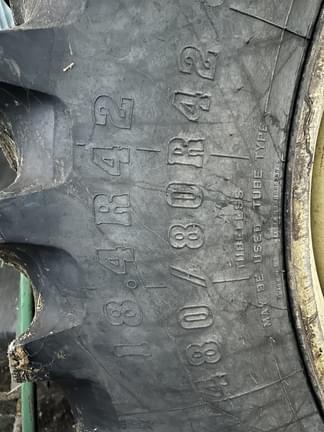 18.4R42
480/80R42
TUBELESS
MAY BE USED TUBE TYPE